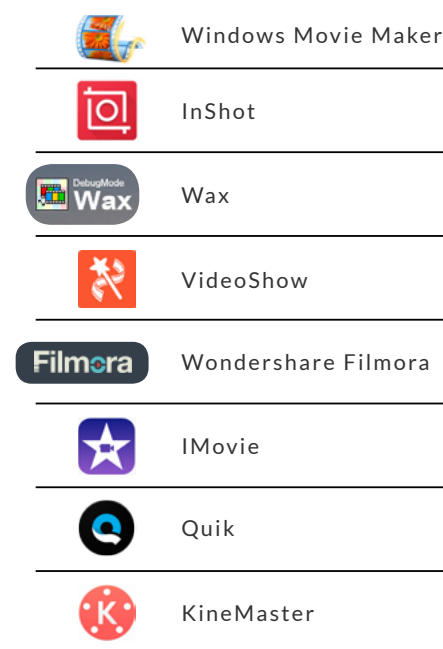 Windows Movie Maker
InShot
DebugMode
Wax
Wax
VideoShow
Filmora
Wondershare Filmora
IMovie
Quik
K
KineMaster